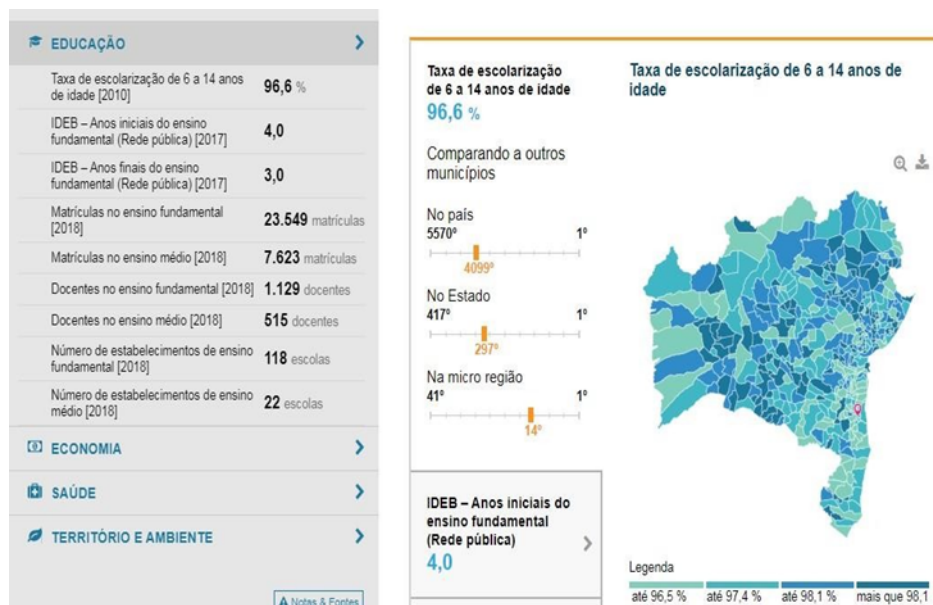 EDUCAÇÃO
Taxa de escolarização de 6 a 14 anos
de idade [2010]
96,6 %
IDEB – Anos iniciais do ensino
fundamental (Rede pública) [2017]
4,0
IDEB – Anos finais do ensino
fundamental (Rede pública) [2017]
3,0
Matrículas no ensino fundamental
[2018]
23.549 matrículas
Matrículas no ensino médio [2018]
7.623 matrículas
Docentes no ensino fundamental [2018]
1.129 docentes
Docentes no ensino médio [2018]
515 docentes
Número de estabelecimentos de ensino
fundamental [2018]
118 escolas
Número de estabelecimentos de ensino
médio [2018]
22 escolas
ECONOMIA
SAÚDE
TERRITÓRIO E AMBIENTE
Notas & Fontes
Taxa de escolarização
de 6 a 14 anos de idade
96,6 %
Comparando a outros
municípios
No país
5570º 1º
4099º
No Estado
417º 1º
297º
Na micro região
41º 1º
14º
IDEB – Anos iniciais do
ensino fundamental
(Rede pública)
4,0
Taxa de escolarização de 6 a 14 anos de
idade
Legenda
até 96,5 % até 97,4 % até 98,1 % mais que 98,1